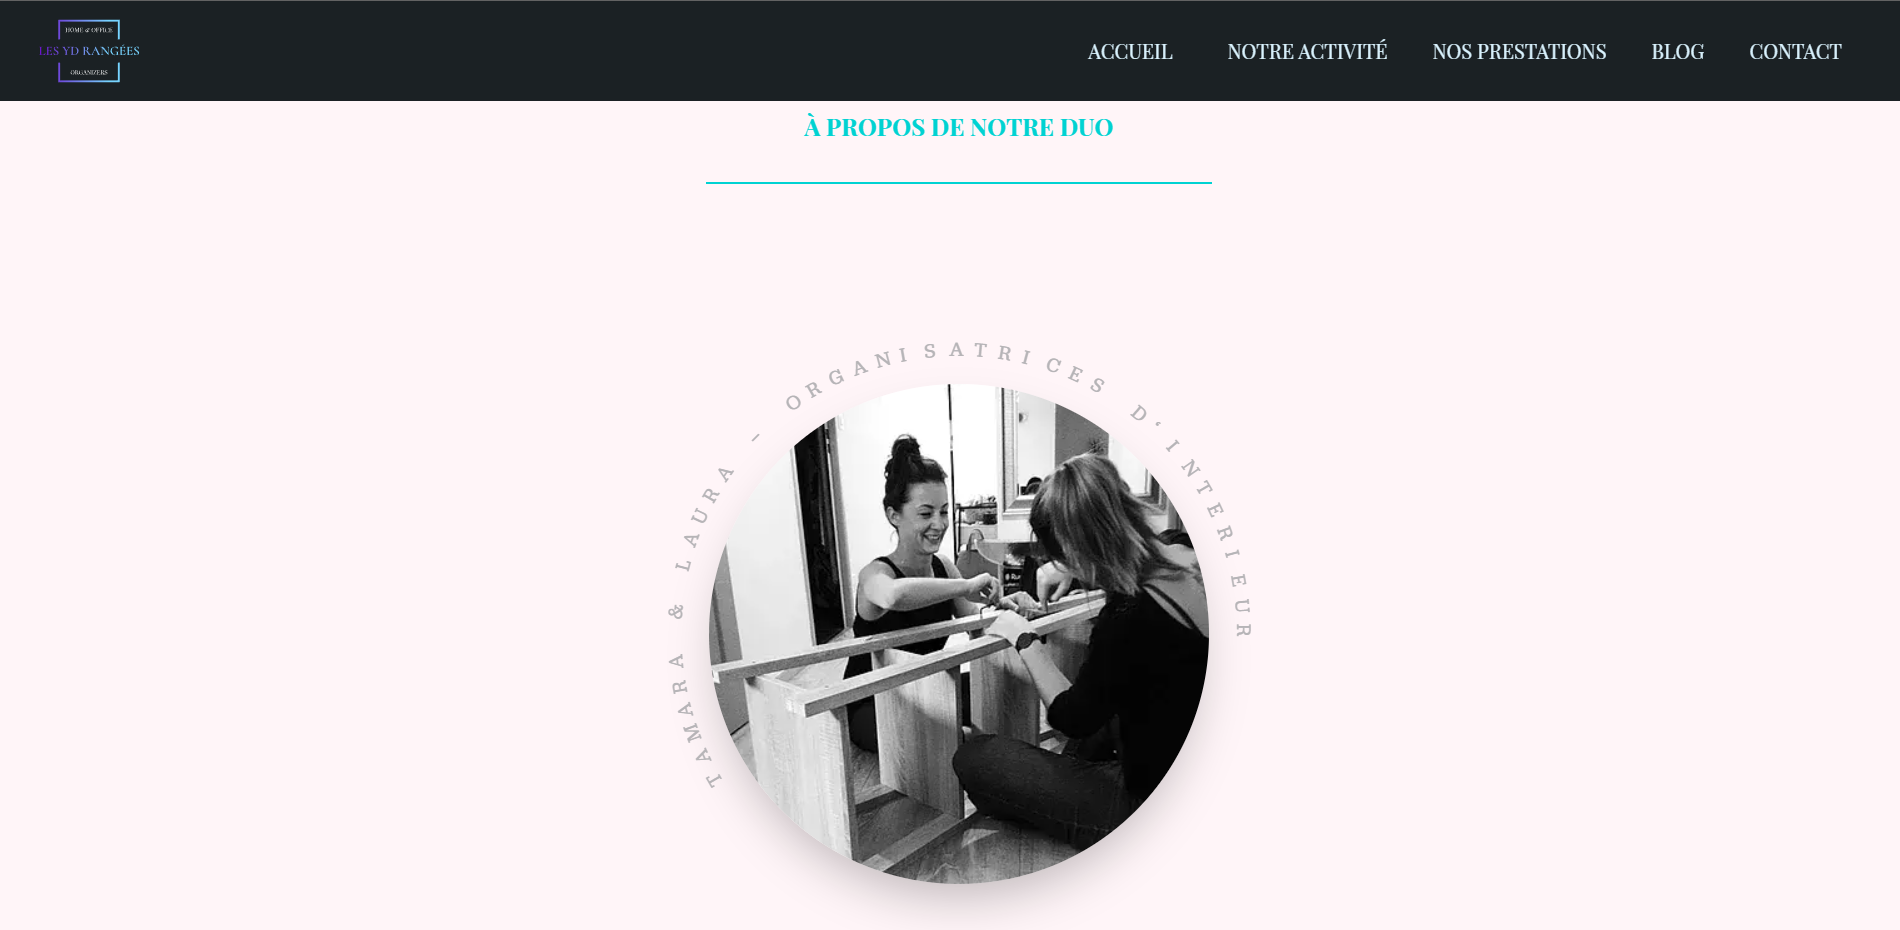 HOME & OFFICE
LES YD RANGÉES
ORGANIZERS
ACCUEIL NOTRE ACTIVITÉ NOS PRESTATIONS BLOG CONTACT
À PROPOS DE NOTRE DUO
TAMARA & LAURA – ORGANISATRICES D‘INTERIEUR